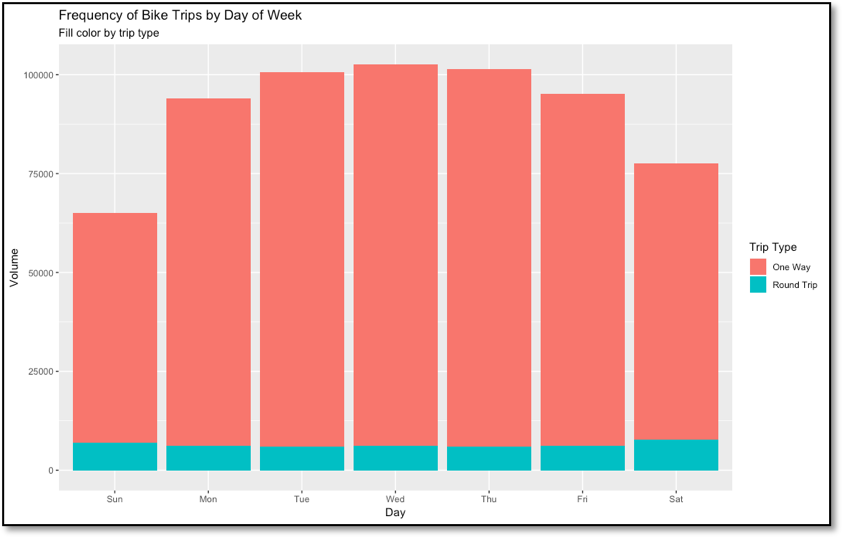 Frequency of Bike Trips by Day of Week
Fill color by trip type
100000
75000
50000
25000
0
Volume
Sun Mon Tue Wed Thu Fri Sat
Day
Trip Type
One Way
Round Trip